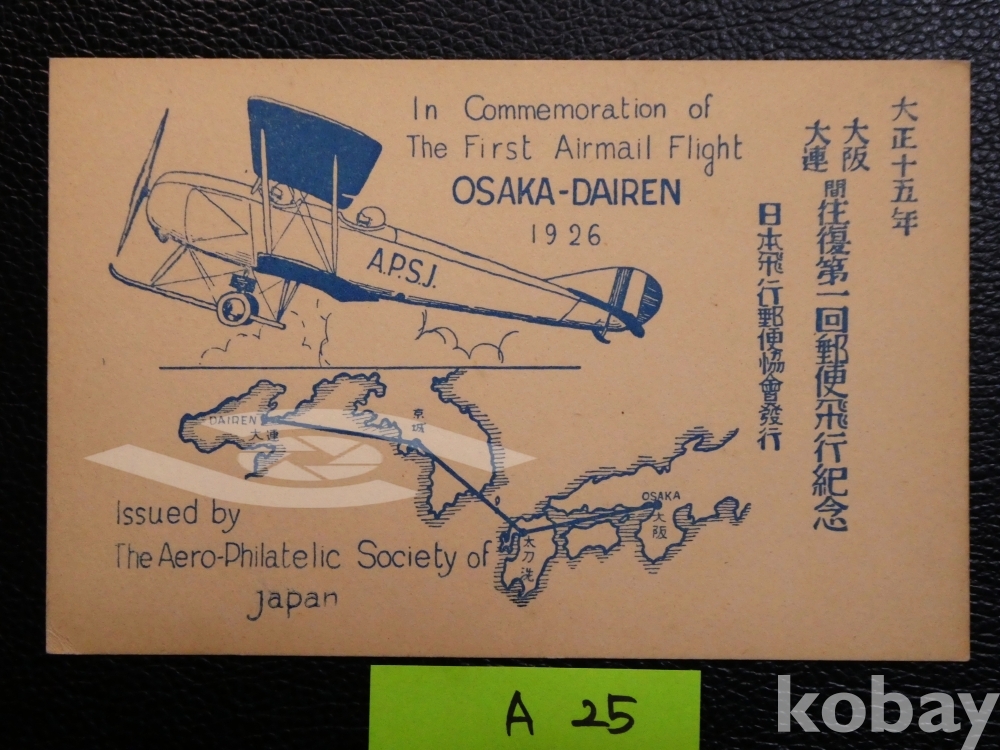 In Commemoration of
The First Airmail Flight
OSAKA-DAIREN
1926
大正十五年
大阪
大連
間往復第一回郵便飛行紀念
日本飛行郵便協會發行
A.P.S.J.
DAIREN
大連
京城
OSAKA
大阪
太刀洗
Issued by
The Aero-Philatelic Society of
Japan
A 25
kobay